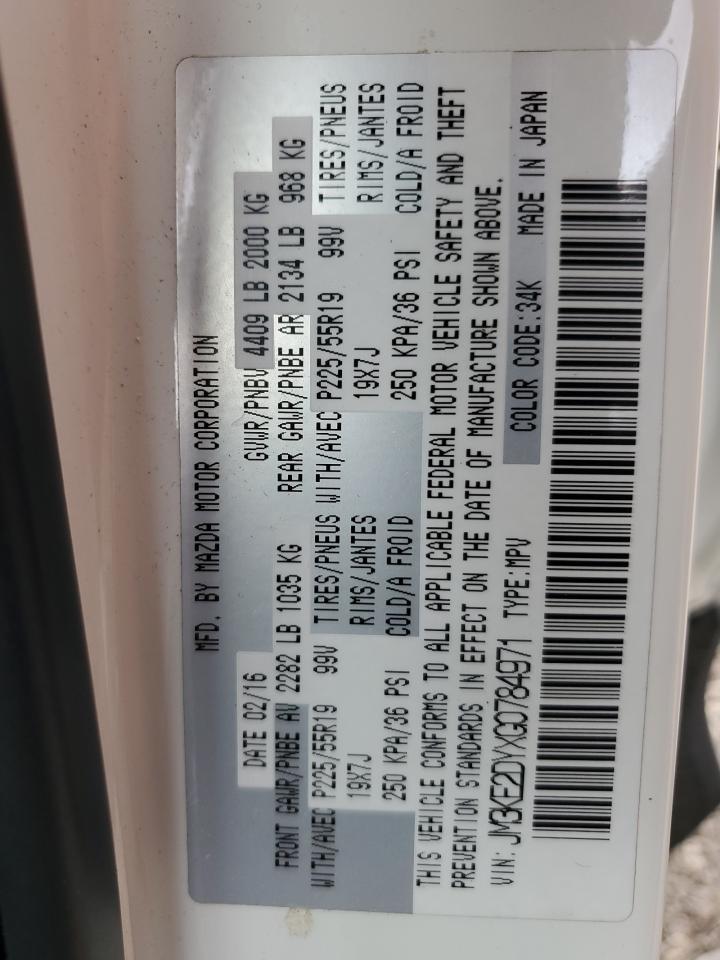 MFD. BY MAZDA MOTOR CORPORATION
DATE 02/16 GVWR/PNBV 4409 LB 2000 KG
FRONT GAWR/PNBE AV 2282 LB 1035 KG REAR GAWR/PNBE AR 2134 LB 968 KG
WITH/AVEC P225/55R19 99V TIRES/PNEUS WITH/AVEC P225/55R19 99V TIRES/PNEUS
19X7J RIMS/JANTES 19X7J RIMS/JANTES
250 KPA/36 PSI COLD/A FROID 250 KPA/36 PSI COLD/A FROID
THIS VEHICLE CONFORMS TO ALL APPLICABLE FEDERAL MOTOR VEHICLE SAFETY AND THEFT
PREVENTION STANDARDS IN EFFECT ON THE DATE OF MANUFACTURE SHOWN ABOVE.
VIN: JM3KE2DYXG0784971 TYPE:MPV COLOR CODE:34K MADE IN JAPAN